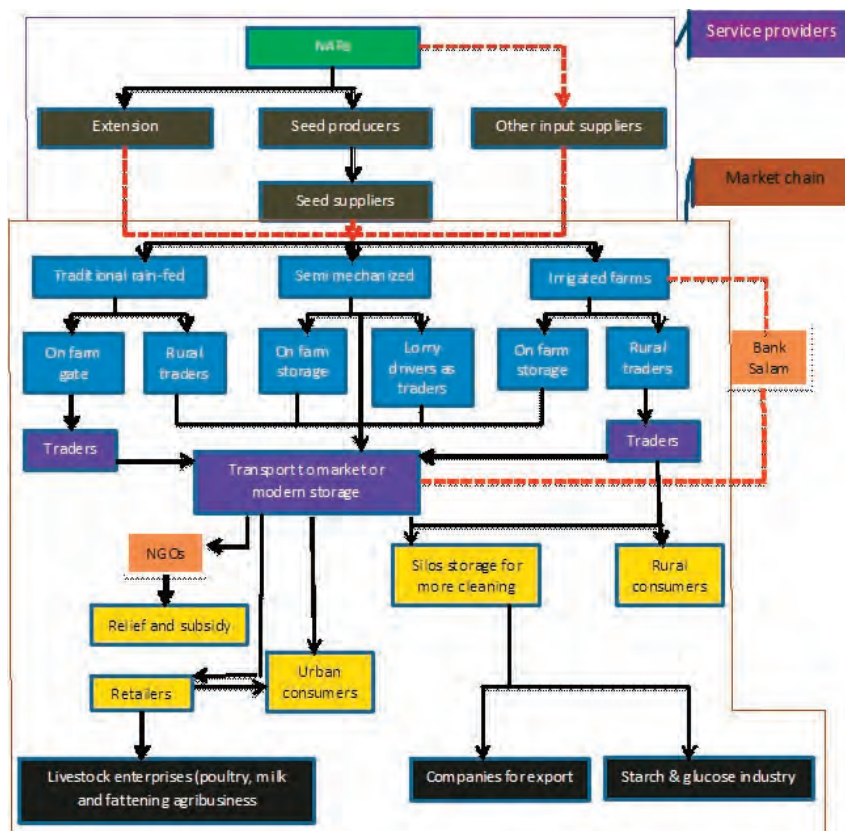 Service providers
NARs
Extension
Seed producers
Other input suppliers
Market chain
Seed suppliers
Traditional rain-fed
Semi mechanized
Irrigated farms
On farm
gate
Rural
traders
On farm
storage
Lorry
drivers as
traders
On farm
storage
Rural
traders
Bank
Salam
Traders
Traders
Transport to market or
modern storage
NGOs
Silos storage for
more cleaning
Rural
consumers
Relief and subsidy
Urban
consumers
Retailers
Livestock enterprises (poultry, milk
and fattening agribusiness
Companies for export
Starch & glucose industry